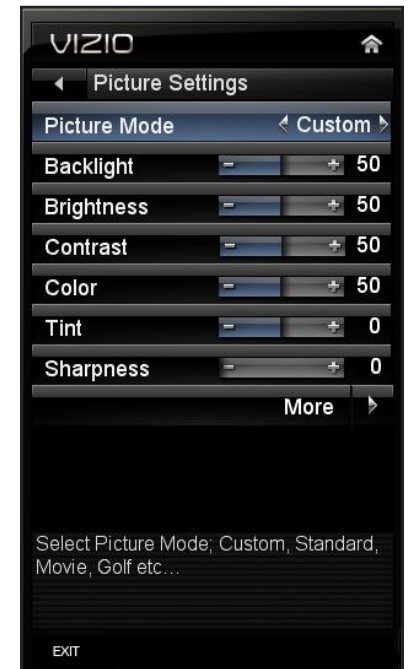 VIZIO
Picture Settings
Picture Mode Custom
Backlight - + 50
Brightness - + 50
Contrast - + 50
Color - + 50
Tint - + 0
Sharpness - + 0
More
Select Picture Mode; Custom, Standard,
Movie, Golf etc...
EXIT